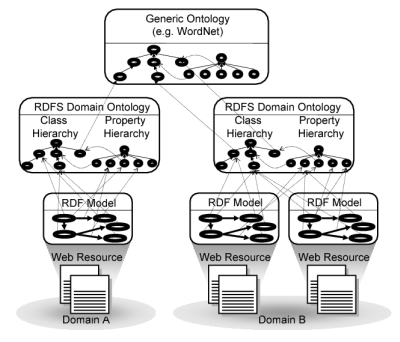 Generic Ontology
(e.g. WordNet)
RDFS Domain Ontology
Class
Hierarchy
Property
Hierarchy
RDFS Domain Ontology
Class
Hierarchy
Property
Hierarchy
RDF Model
RDF Model
RDF Model
Web Resource
Web Resource
Web Resource
Domain A
Domain B